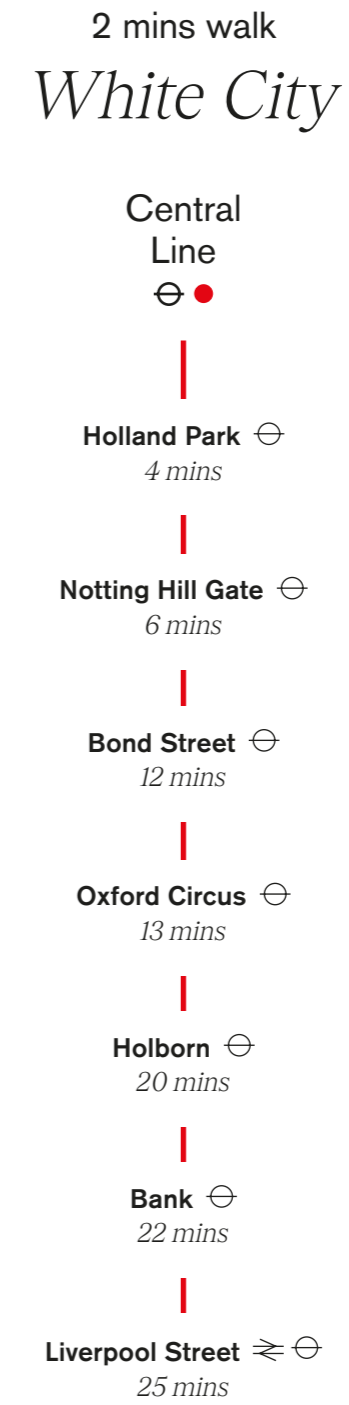 2 mins walk
White City
Central
Line
Holland Park
4 mins
Notting Hill Gate
6 mins
Bond Street
12 mins
Oxford Circus
13 mins
Holborn
20 mins
Bank
22 mins
Liverpool Street
25 mins